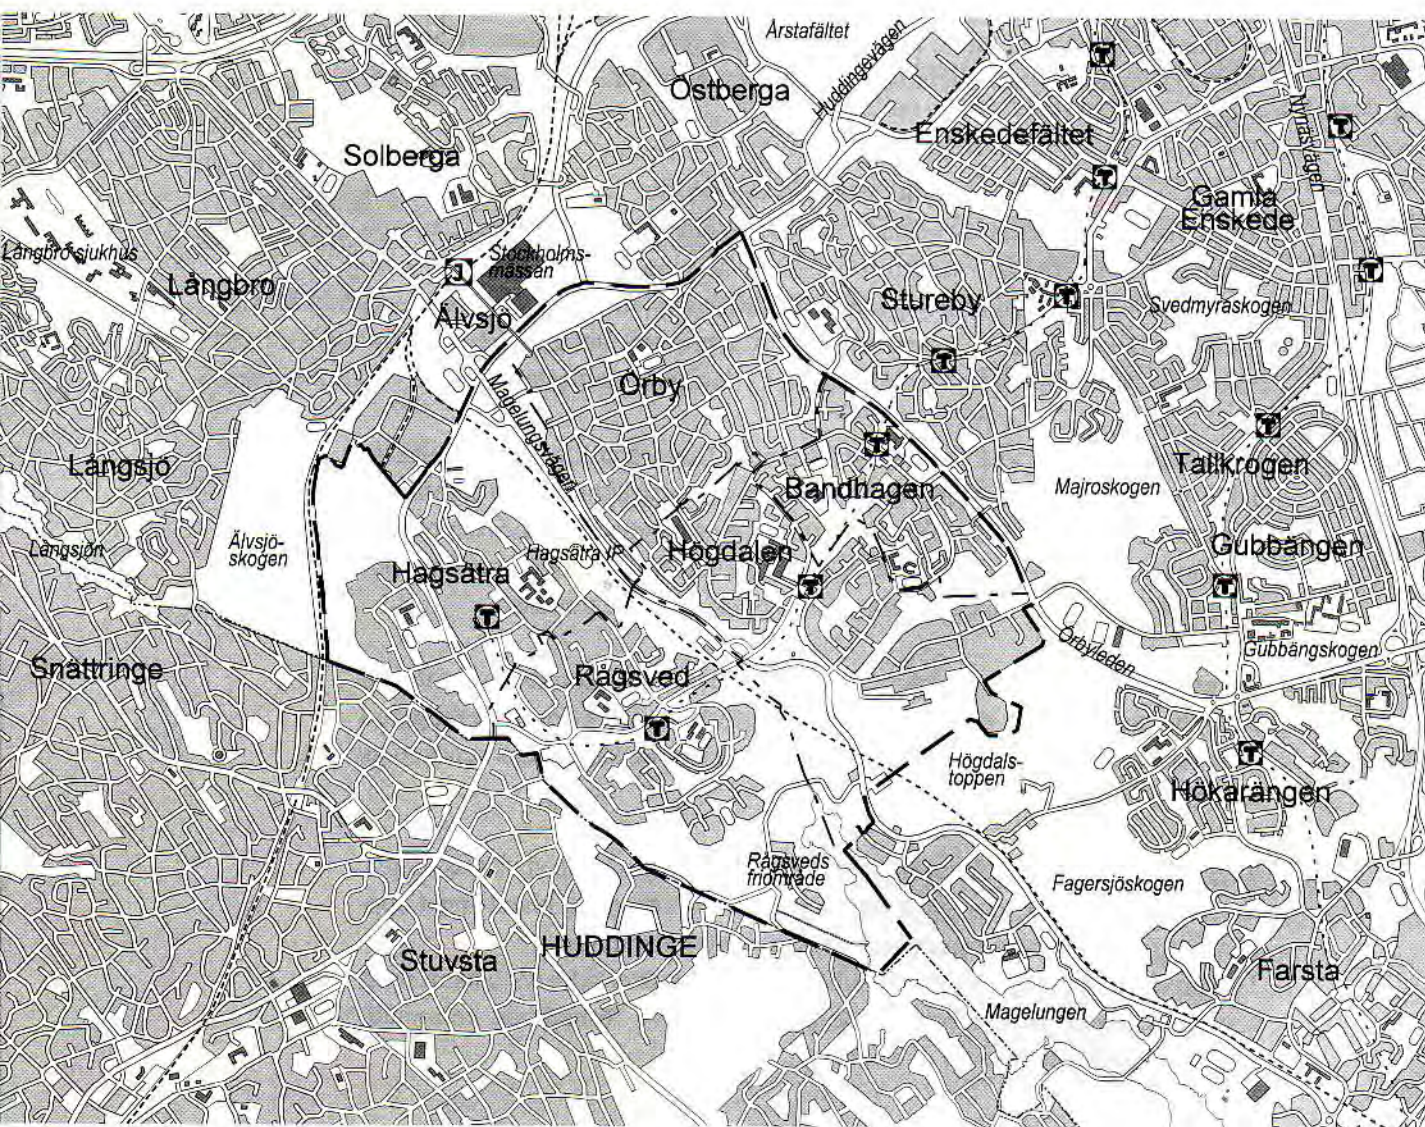 Årstafältet
Huddingevägen
Östberga
Enskedefältet
Nynäsvägen
Solberga
Gamla
Enskede
Långbro sjukhus
Långbro
Stockholms-
mässan
J
Älvsjö
Stureby
Svedmyraskogen
Örby
Magelungsvägen
Långsjö
Bandhagen
Majroskogen
Tallkrogen
Långsjön
Älvsjö-
skogen
Hagsätra IP
Högdalen
Gubbängen
Hagsätra
Örbyleden
Gubbängskogen
Snättringe
Rågsved
Högdals-
toppen
Hökarängen
Rågsveds
friområde
Fagersjöskogen
HUDDINGE
Stuvsta
Farsta
Magelungen
T
T
T
T
T
T
T
T
T
T
T
T
T
T